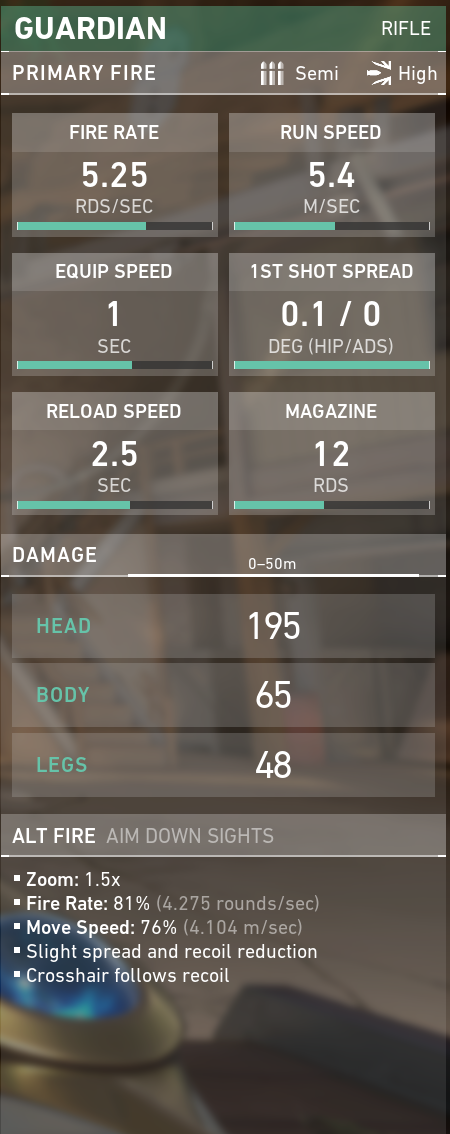 GUARDIAN RIFLE
PRIMARY FIRE Semi High
FIRE RATE
5.25
RDS/SEC
RUN SPEED
5.4
M/SEC
EQUIP SPEED
1
SEC
1ST SHOT SPREAD
0.1 / 0
DEG (HIP/ADS)
RELOAD SPEED
2.5
SEC
MAGAZINE
12
RDS
DAMAGE 0–50m
HEAD 195
BODY 65
LEGS 48
ALT FIRE AIM DOWN SIGHTS
▪ Zoom: 1.5x
▪ Fire Rate: 81% (4.275 rounds/sec)
▪ Move Speed: 76% (4.104 m/sec)
▪ Slight spread and recoil reduction
▪ Crosshair follows recoil